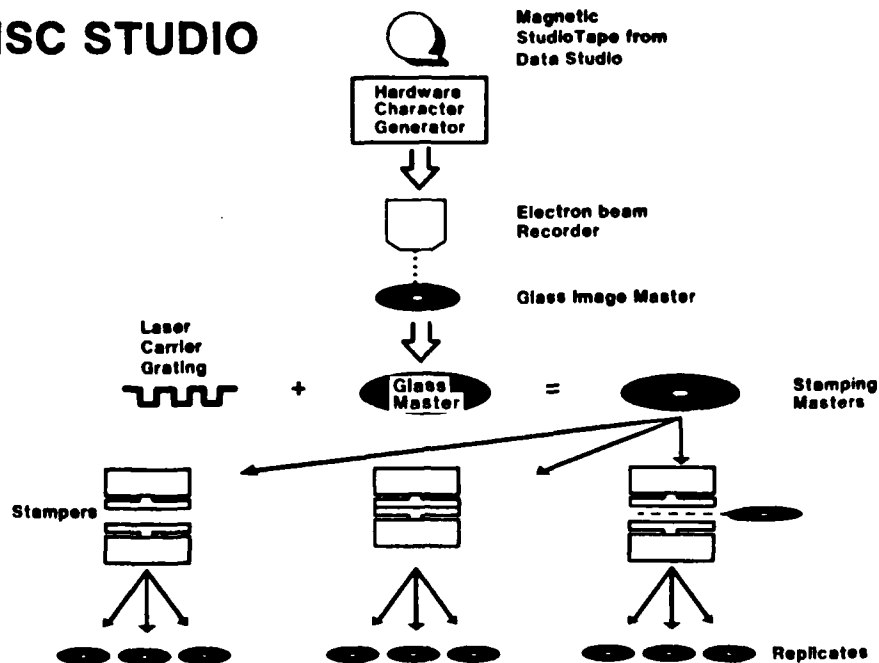 ISC STUDIO
Magnetic
StudioTape from
Data Studio
Hardware
Character
Generator
Electron beam
Recorder
Glass Image Master
Laser
Carrier
Grating
+
Glass
Master
=
Stamping
Masters
Stampers
Replicates